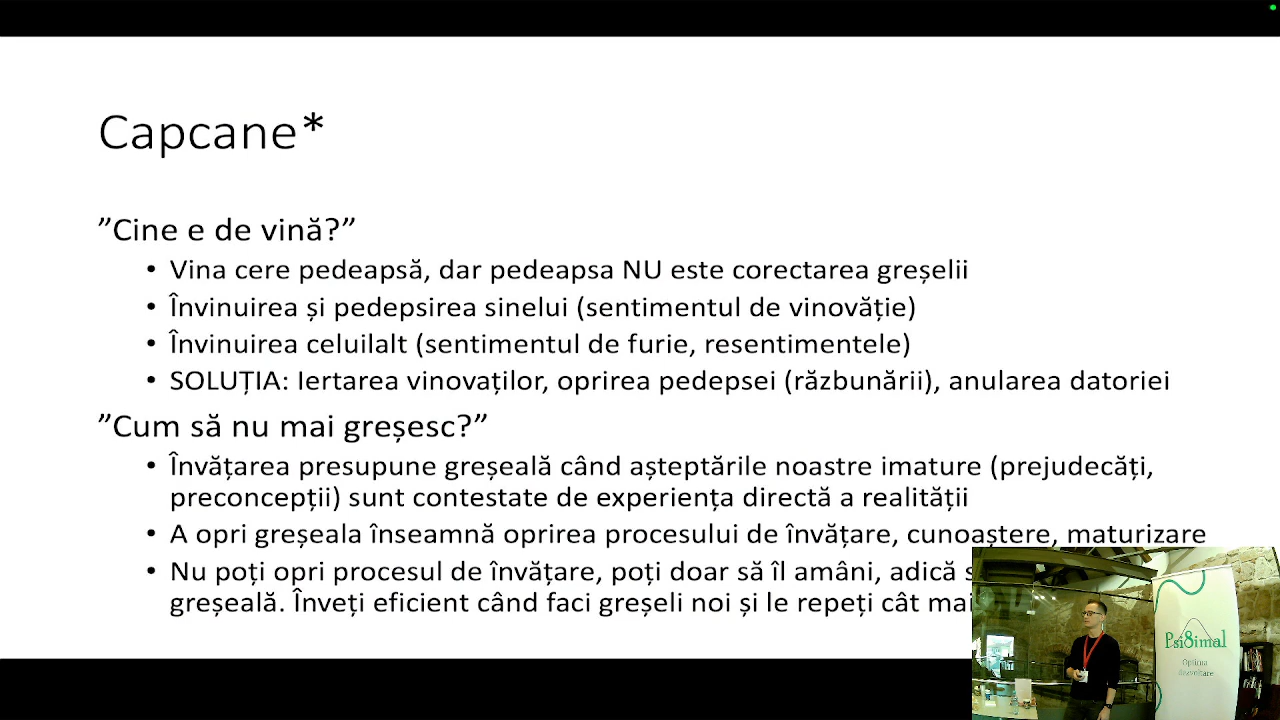 Capcane*
”Cine e de vină?”
• Vina cere pedeapsă, dar pedeapsa NU este corectarea greșelii
• Învinuirea și pedepsirea sinelui (sentimentul de vinovăție)
• Învinuirea celuilalt (sentimentul de furie, resentimentele)
• SOLUȚIA: Iertarea vinovaților, oprirea pedepsei (răzbunării), anularea datoriei
”Cum să nu mai greșesc?”
• Învățarea presupune greșeală când așteptările noastre imature (prejudecăți,
preconcepții) sunt contestate de experiența directă a realității
• A opri greșeala înseamnă oprirea procesului de învățare, cunoaștere, maturizare
• Nu poți opri procesul de învățare, poți doar să îl amâni, adică
greșeală. Înveți eficient când faci greșeli noi și le repeți cât mai
Psi8imal
Optima
dezvoltare